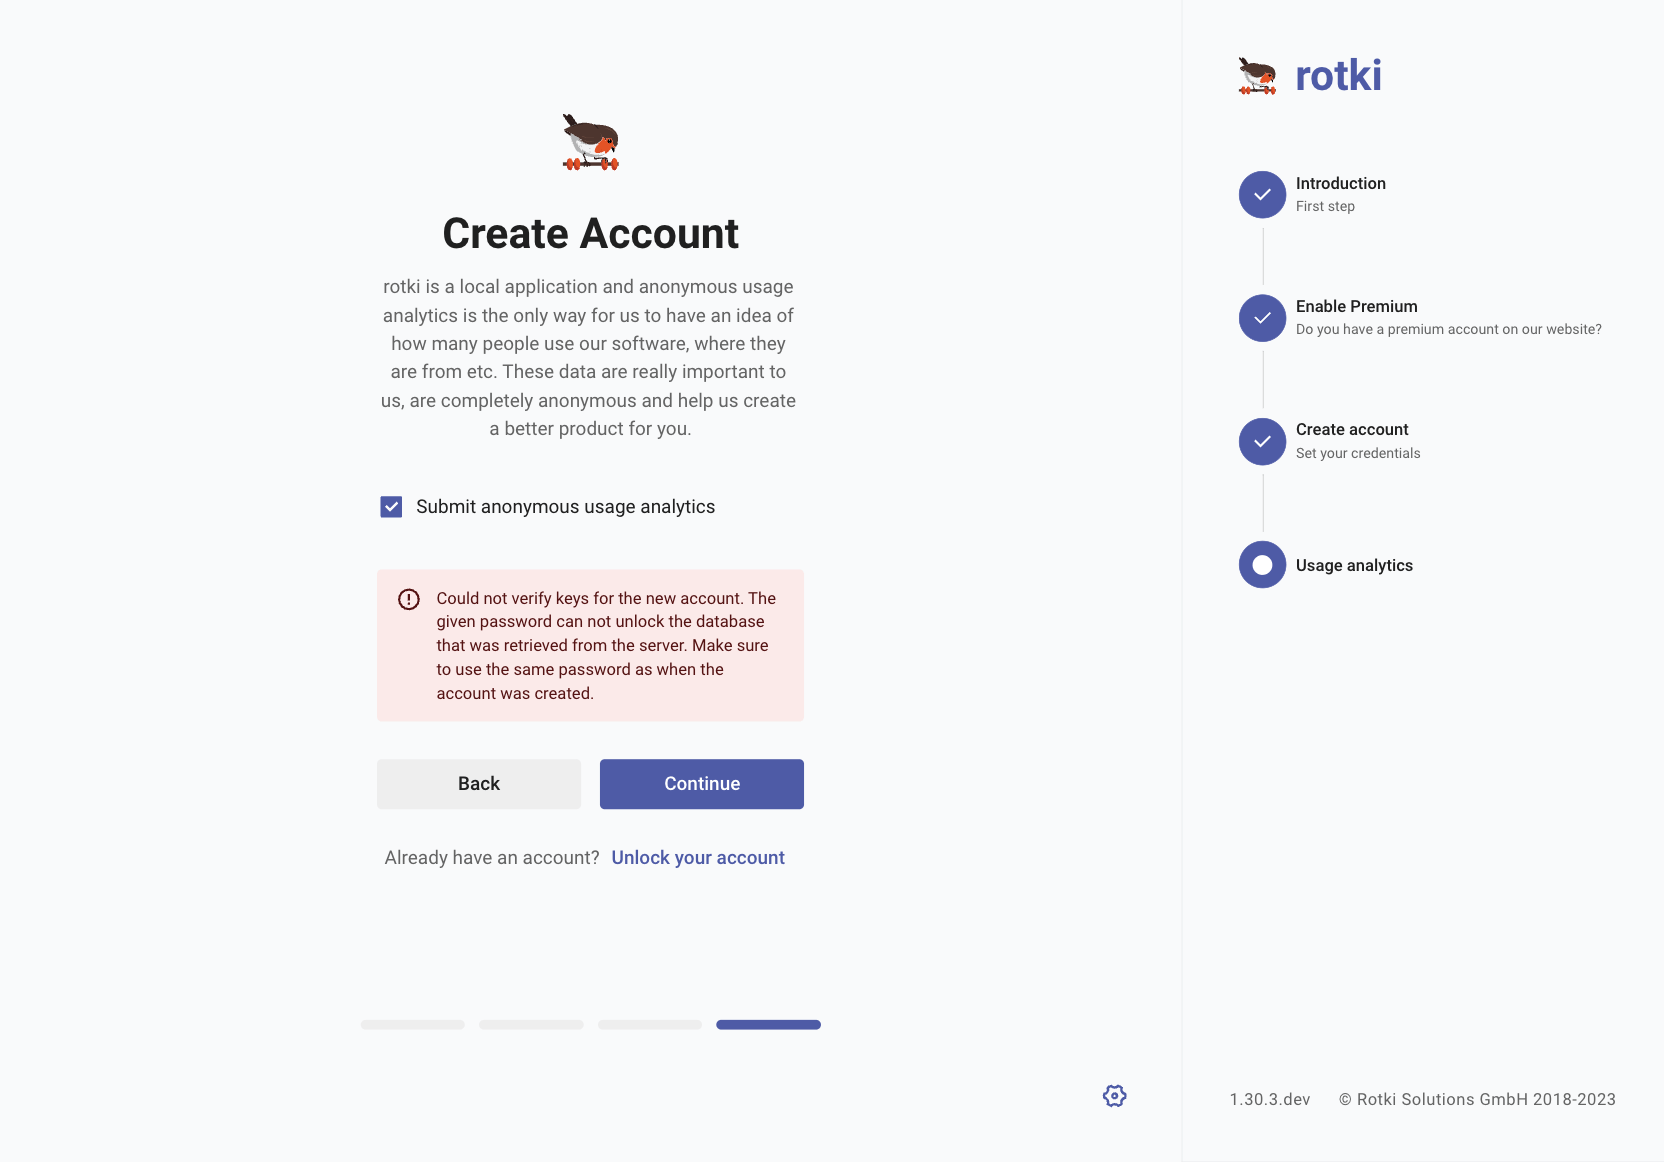 Create Account
rotki is a local application and anonymous usage
analytics is the only way for us to have an idea of
how many people use our software, where they
are from etc. These data are really important to
us, are completely anonymous and help us create
a better product for you.
Submit anonymous usage analytics
Could not verify keys for the new account. The
given password can not unlock the database
that was retrieved from the server. Make sure
to use the same password as when the
account was created.
Back
Continue
Already have an account? Unlock your account
rotki
Introduction
First step
Enable Premium
Do you have a premium account on our website?
Create account
Set your credentials
Usage analytics
1.30.3.dev
© Rotki Solutions GmbH 2018-2023